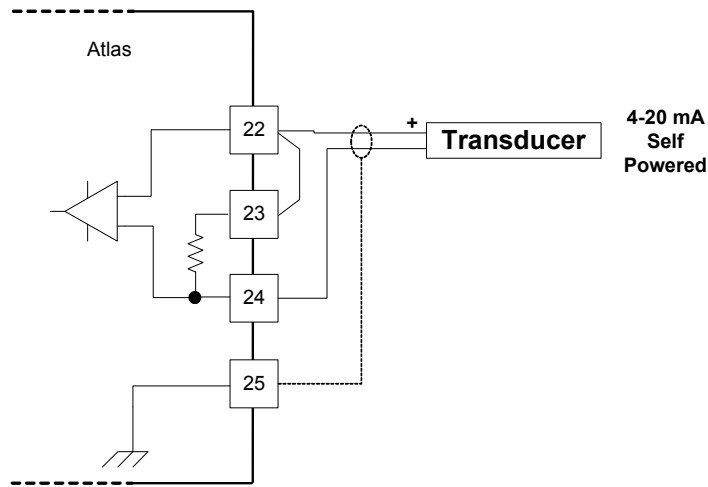 Atlas
22
23
24
25
+
Transducer
4-20 mA
Self
Powered